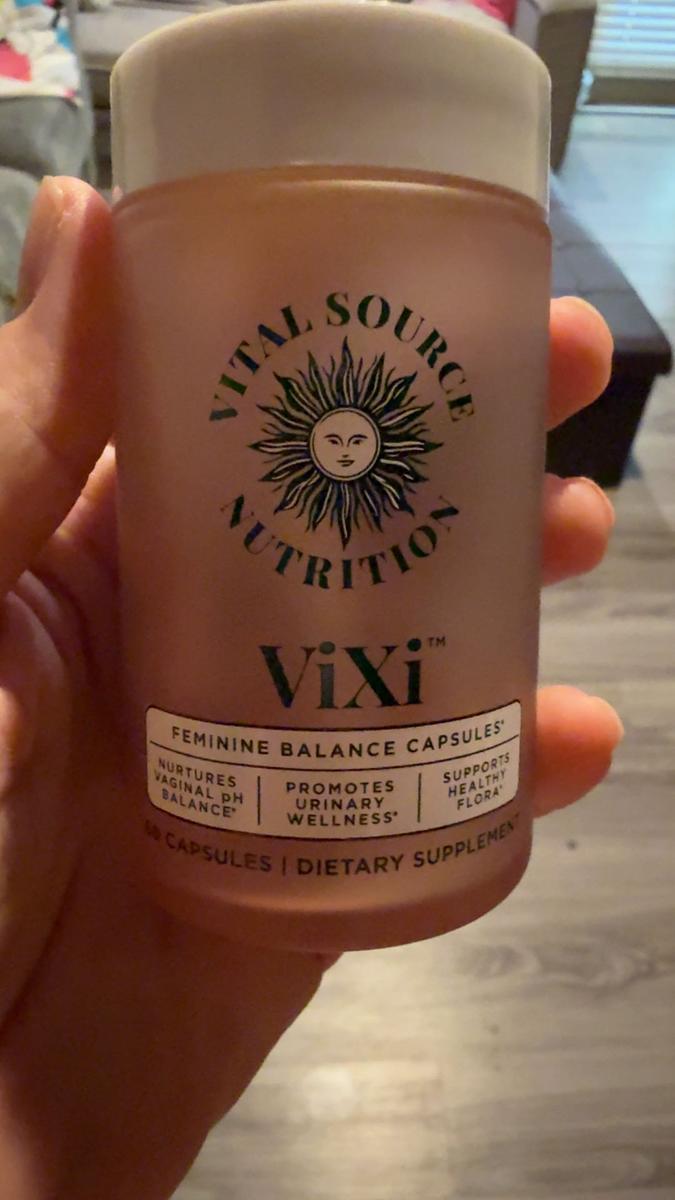 VITAL SOURCE
NUTRITION
ViXi™
FEMININE BALANCE CAPSULES*
NURTURES
VAGINAL pH
BALANCE*
PROMOTES
URINARY
WELLNESS*
SUPPORTS
HEALTHY
FLORA*
60 CAPSULES | DIETARY SUPPLEMENT